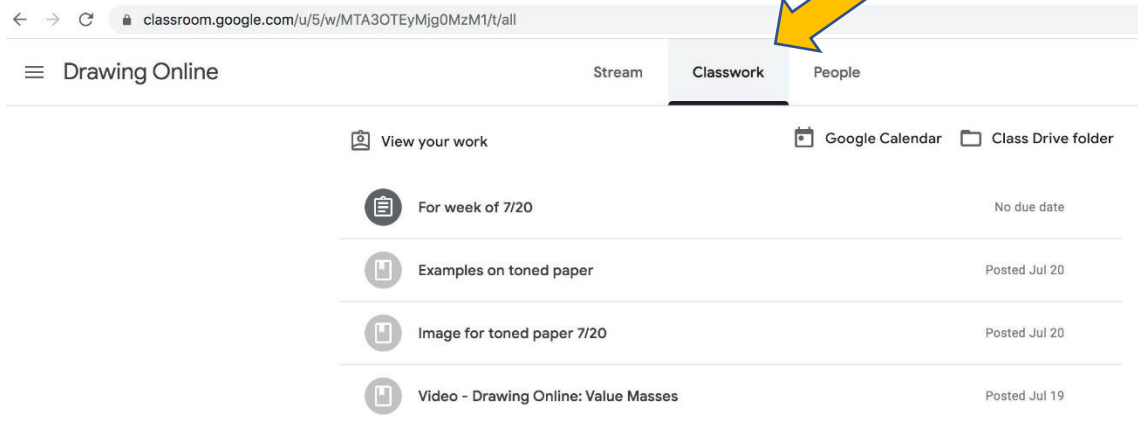 classroom.google.com/u/5/w/MTA3OTEyMjg0MzM1/t/all
Drawing Online Stream Classwork People
View your work Google Calendar Class Drive folder
For week of 7/20 No due date
Examples on toned paper Posted Jul 20
Image for toned paper 7/20 Posted Jul 20
Video - Drawing Online: Value Masses Posted Jul 19